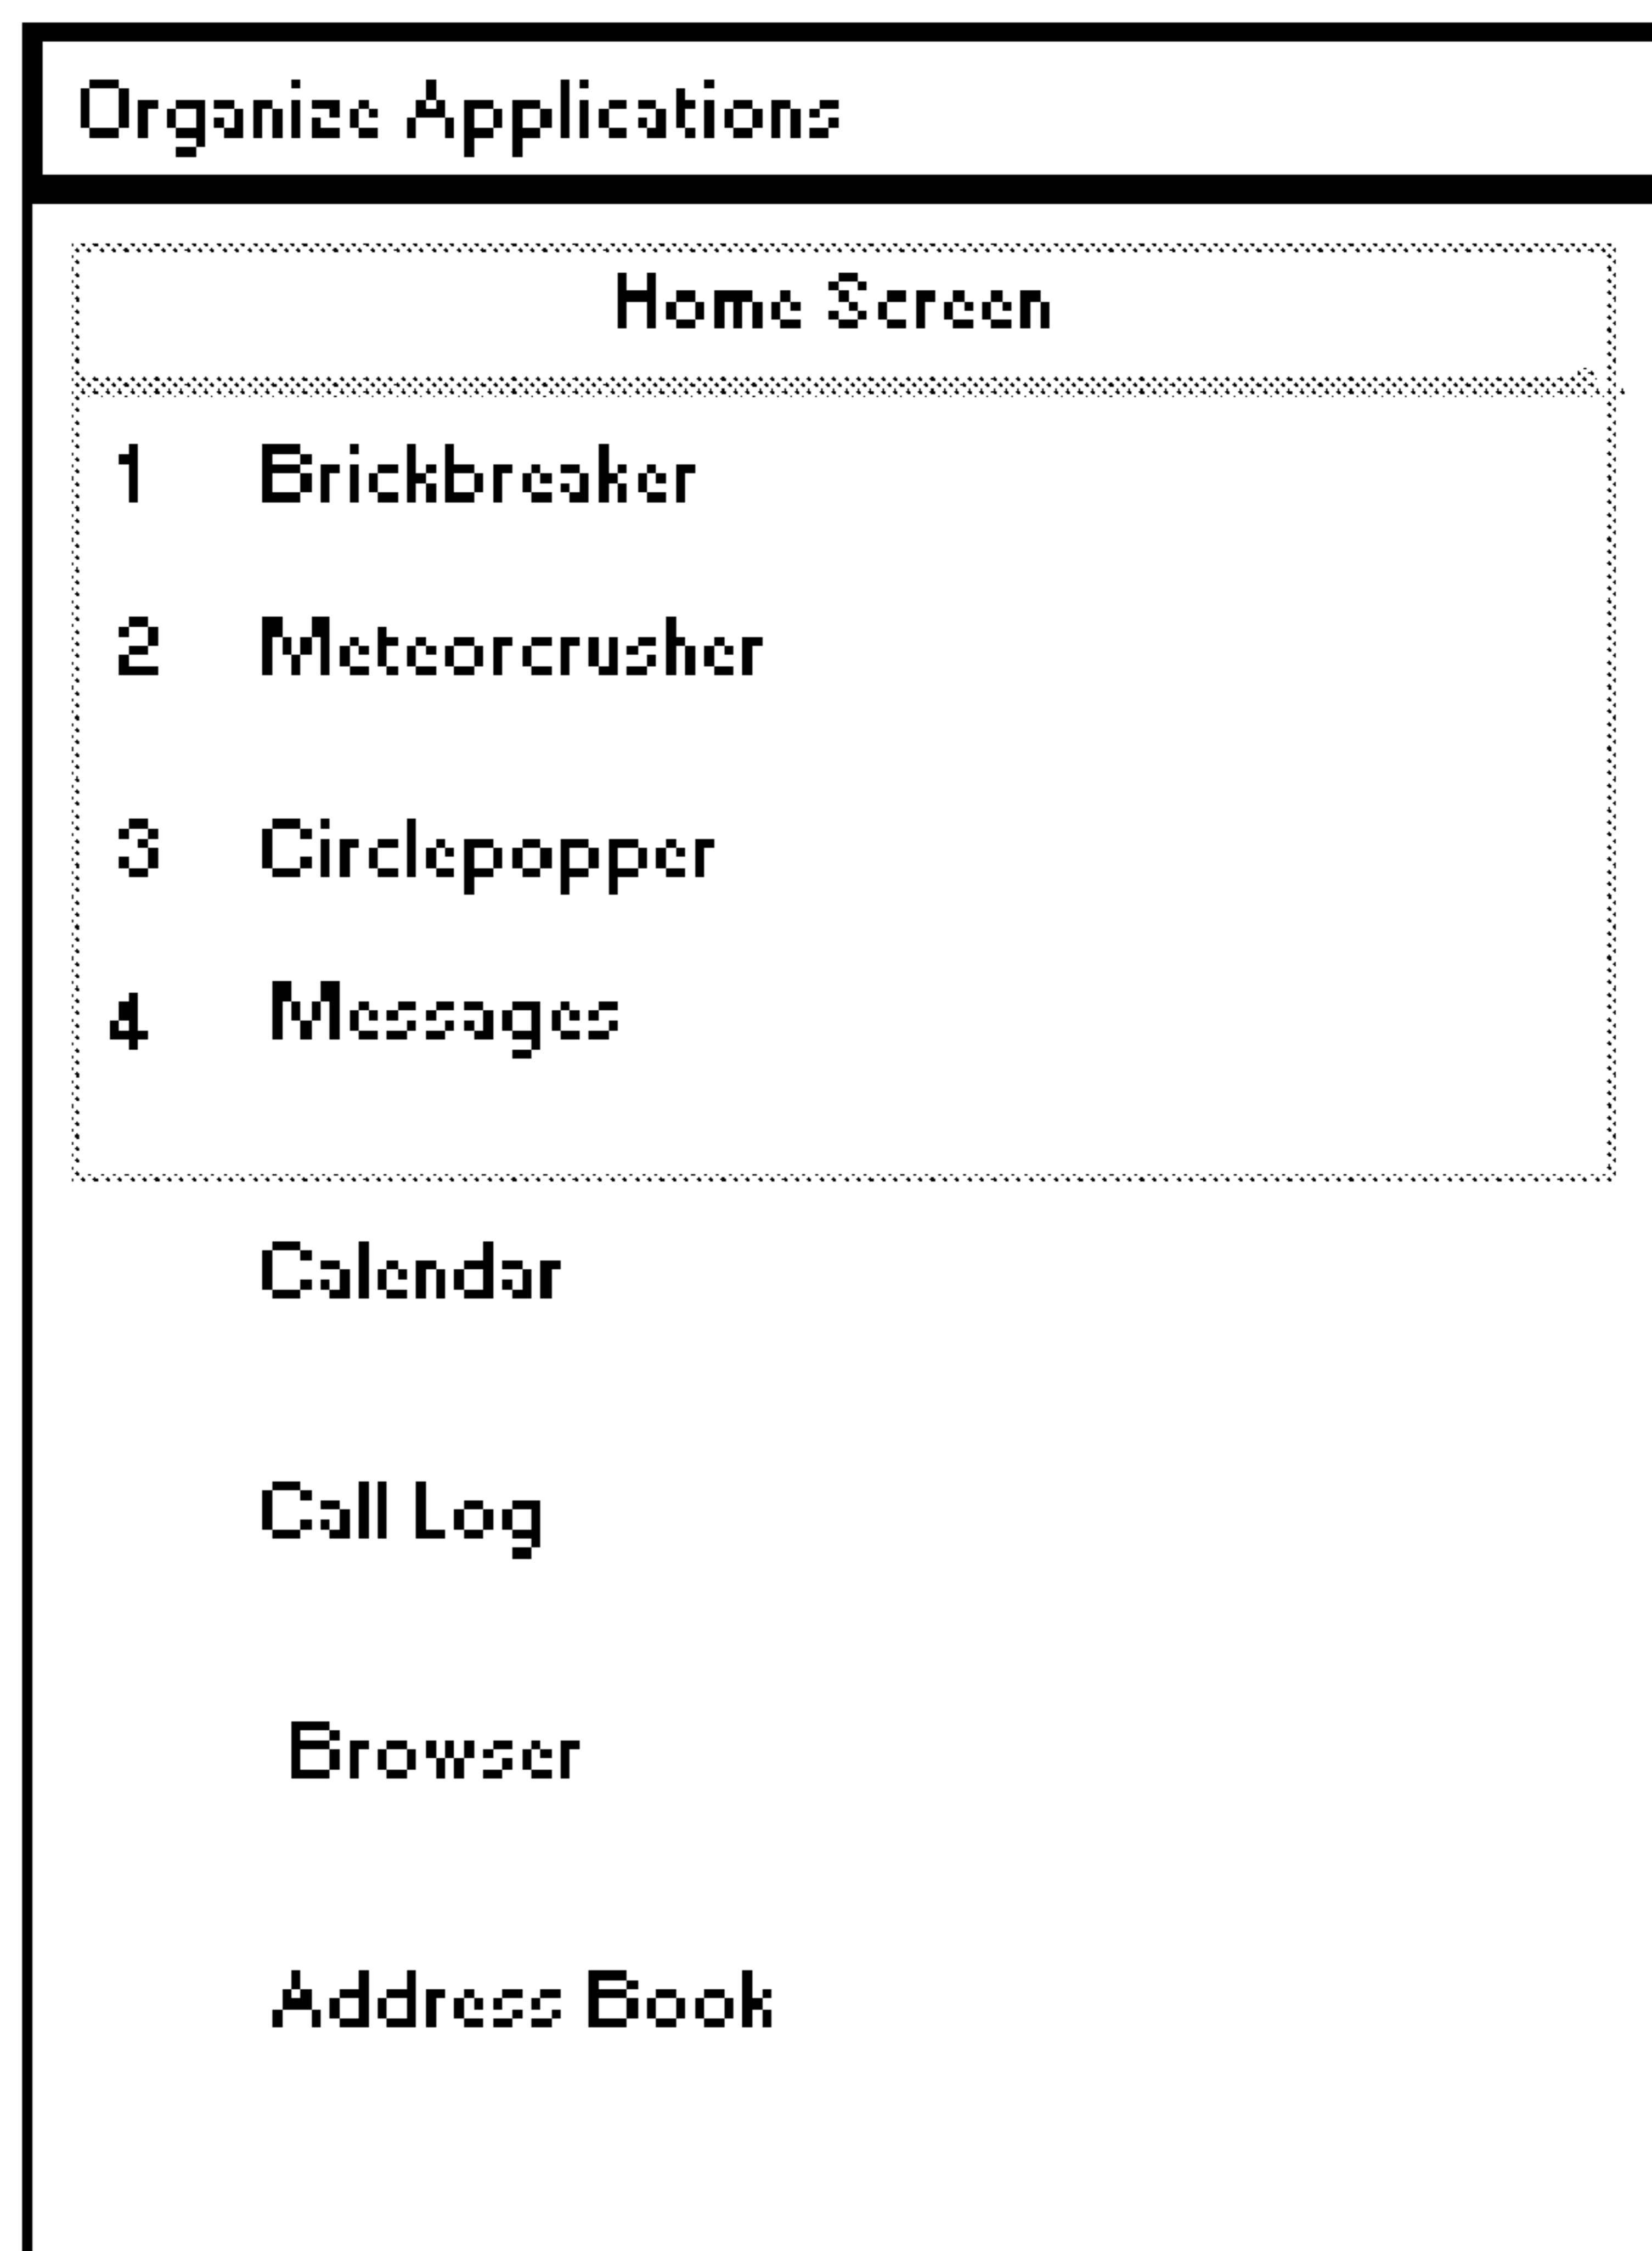 Organize Applications
Home Screen
1 Brickbreaker
2 Meteorcrusher
3 Circlepopper
4 Messages
Calendar
Call Log
Browser
Address Book